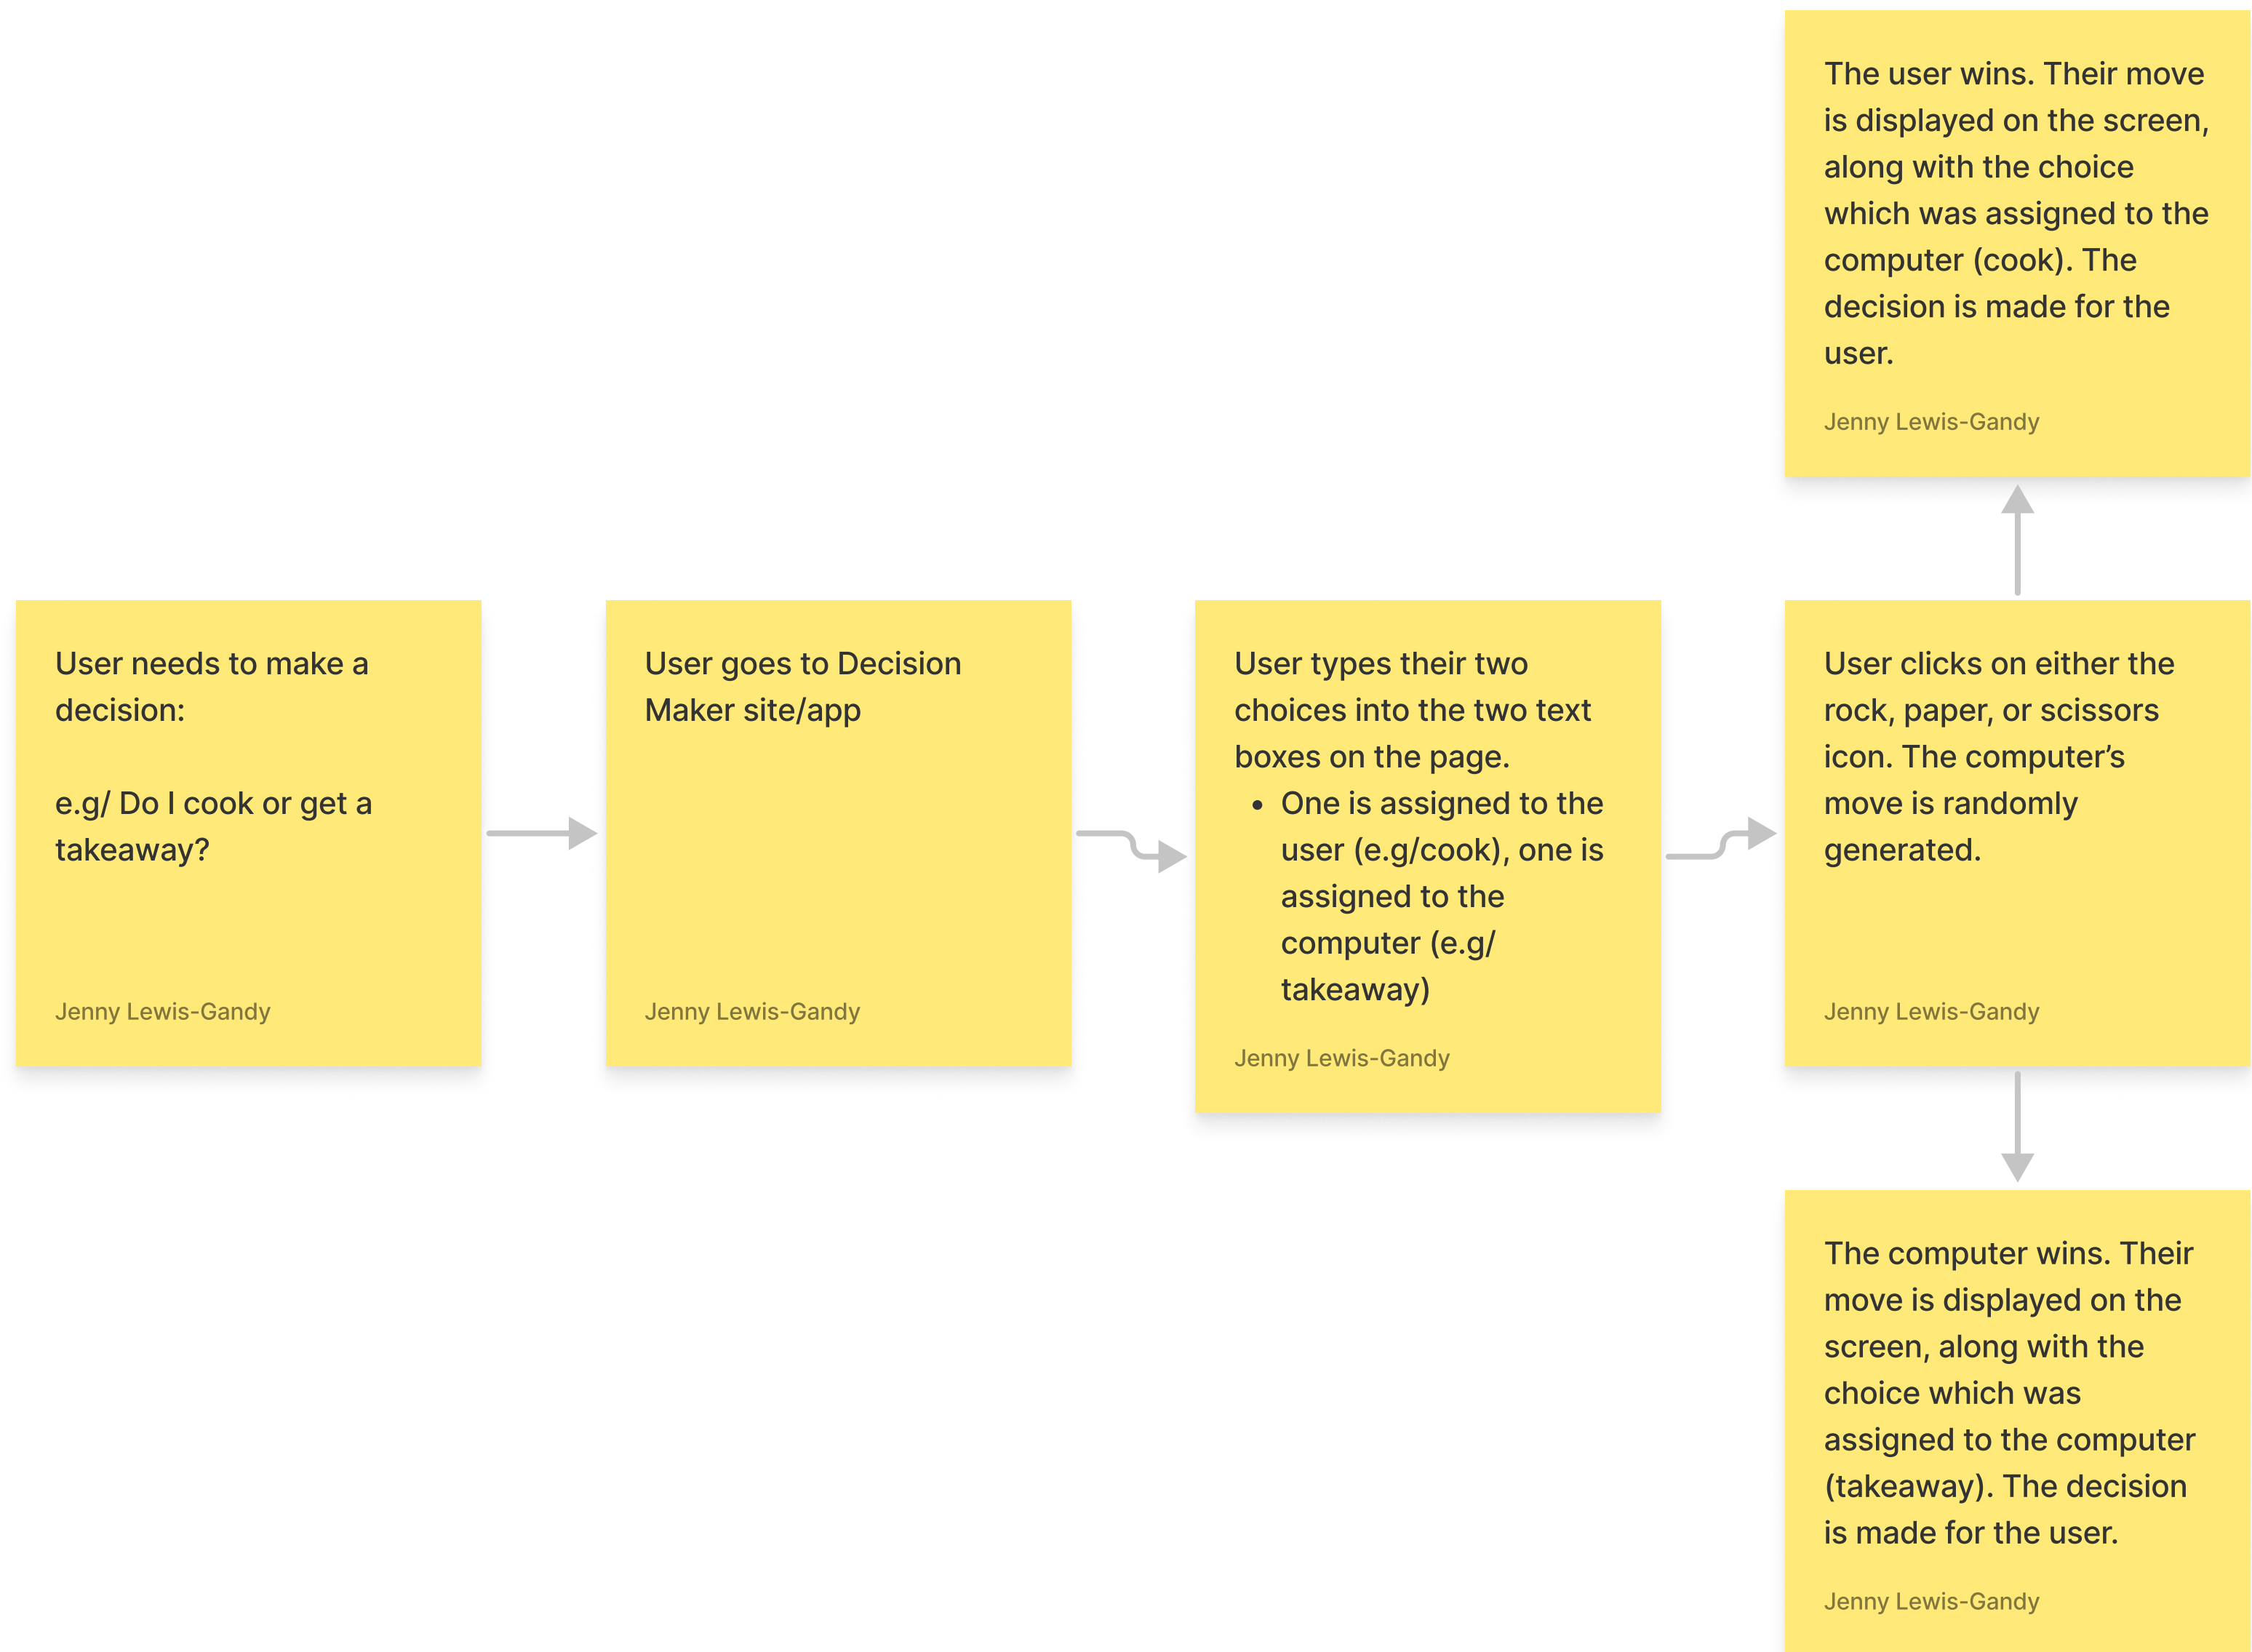 User needs to make a
decision:
e.g/ Do I cook or get a
takeaway?
Jenny Lewis-Gandy
User goes to Decision
Maker site/app
Jenny Lewis-Gandy
User types their two
choices into the two text
boxes on the page.
• One is assigned to the
user (e.g/cook), one is
assigned to the
computer (e.g/
takeaway)
Jenny Lewis-Gandy
User clicks on either the
rock, paper, or scissors
icon. The computer’s
move is randomly
generated.
Jenny Lewis-Gandy
The user wins. Their move
is displayed on the screen,
along with the choice
which was assigned to the
computer (cook). The
decision is made for the
user.
Jenny Lewis-Gandy
The computer wins. Their
move is displayed on the
screen, along with the
choice which was
assigned to the computer
(takeaway). The decision
is made for the user.
Jenny Lewis-Gandy